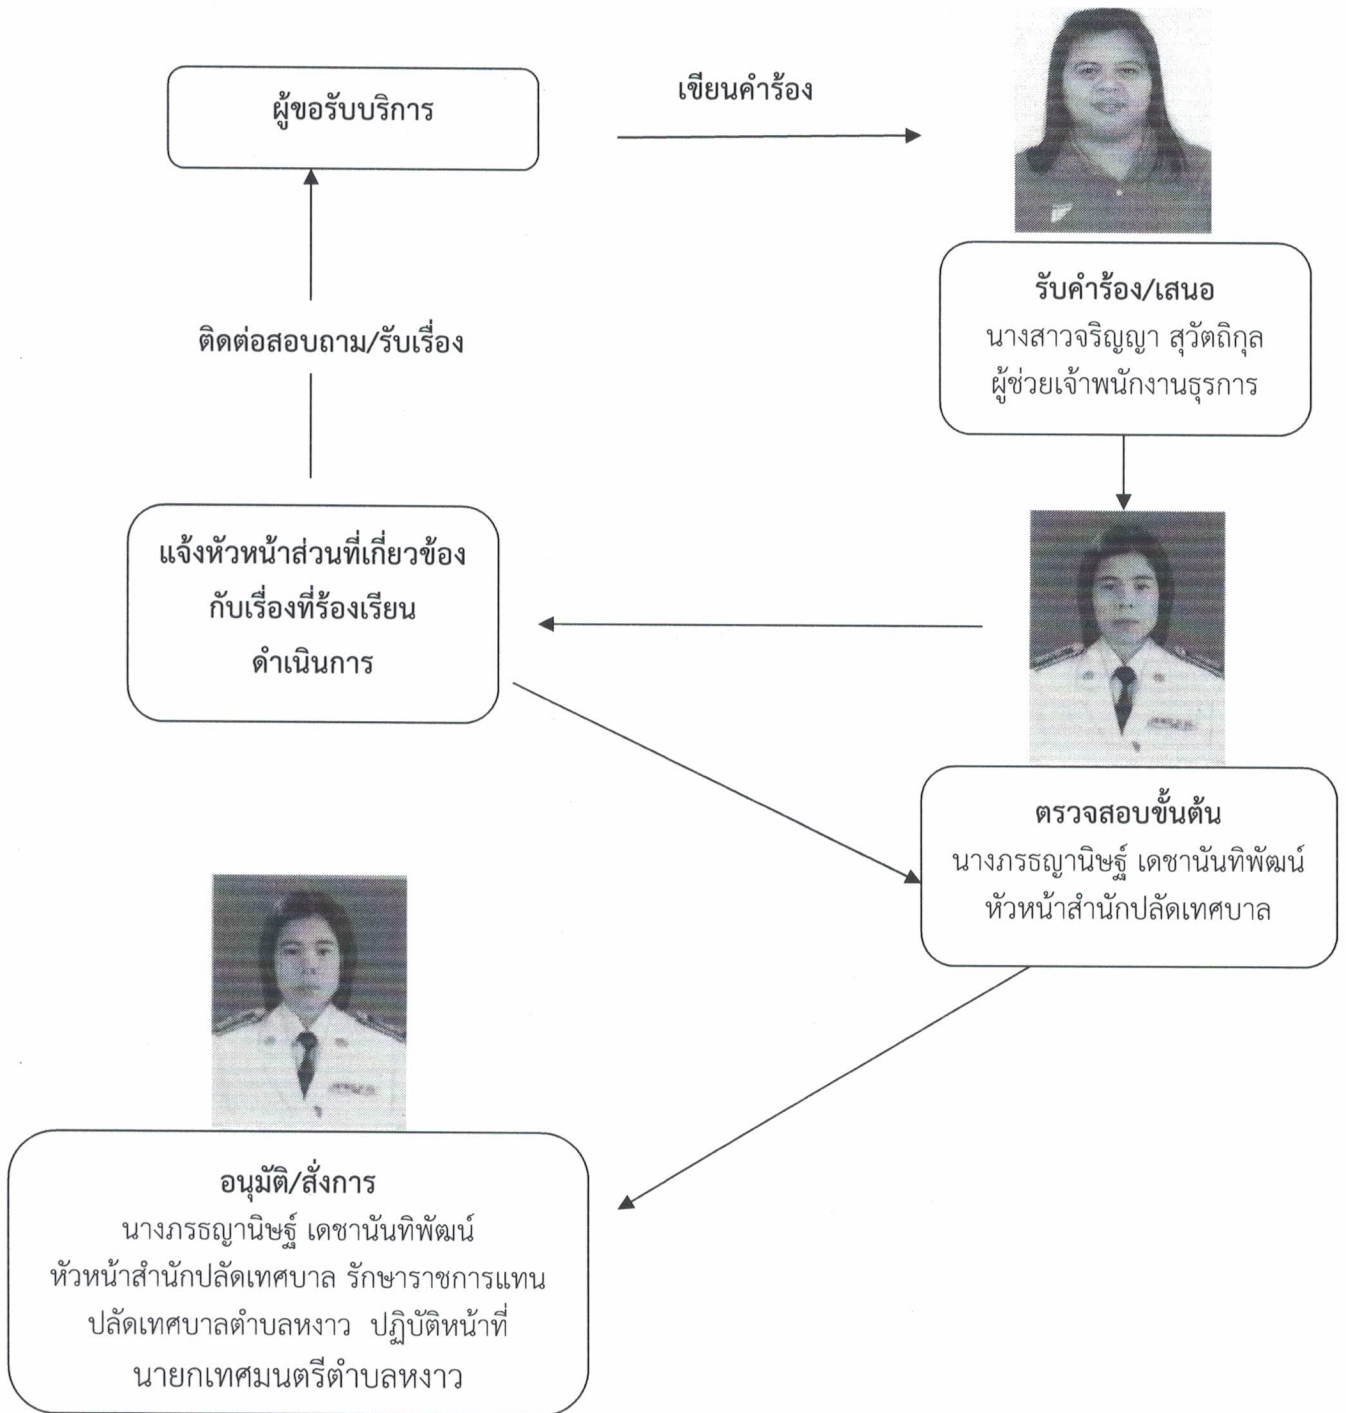 ผู้ขอรับบริการ
เขียนคำร้อง
รับคำร้อง/เสนอ
นางสาวจริญญา สุวัตถิกุล
ผู้ช่วยเจ้าพนักงานธุรการ
ติดต่อสอบถาม/รับเรื่อง
แจ้งหัวหน้าส่วนที่เกี่ยวข้อง
กับเรื่องที่ร้องเรียน
ดำเนินการ
ตรวจสอบขั้นต้น
นางภรธญานิษฐ์ เดชานันทิพัฒน์
หัวหน้าสำนักปลัดเทศบาล
อนุมัติ/สั่งการ
นางภรธญานิษฐ์ เดชานันทิพัฒน์
หัวหน้าสำนักปลัดเทศบาล รักษาราชการแทน
ปลัดเทศบาลตำบลหงาว ปฏิบัติหน้าที่
นายกเทศมนตรีตำบลหงาว